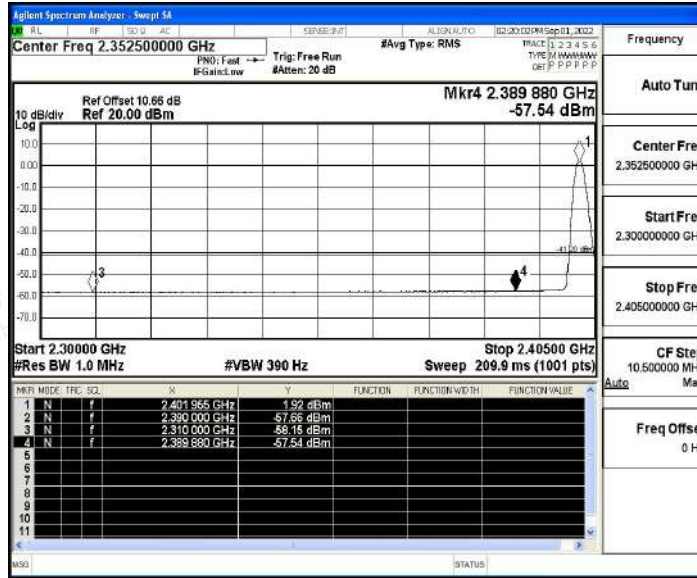 Agilent Spectrum Analyzer - Swept SA
RL RF 50 Ω AC SENSE:INT ALIGNAUTO 02:20:02PM Sep 01, 2022
Center Freq 2.352500000 GHz
PNO: Fast
IFGain:Low
Trig: Free Run
#Atten: 20 dB
#Avg Type: RMS
TRACE 1 2 3 4 5 6
TYPE
DET P P P P P P
Frequency
Ref Offset 10.66 dB
10 dB/div Ref 20.00 dBm
Log
Mkr4 2.389 880 GHz
-57.54 dBm
10.0
0.00
-10.0
-20.0
-30.0
-40.0
-50.0
-60.0
-70.0
1
-41.20 dBm
3
4
Start 2.30000 GHz Stop 2.40500 GHz
#Res BW 1.0 MHz #VBW 390 Hz Sweep 209.9 ms (1001 pts)
MKR MODE TRC SCL X Y FUNCTION FUNCTION WIDTH FUNCTION VALUE
1 N f 2.401 965 GHz 1.92 dBm
2 N f 2.390 000 GHz -57.66 dBm
3 N f 2.310 000 GHz -58.15 dBm
4 N f 2.389 880 GHz -57.54 dBm
5
6
7
8
9
10
11
MSG STATUS
Auto Tun
Center Fre
2.352500000 GH
Start Fre
2.300000000 GH
Stop Fre
2.405000000 GH
CF Ste
10.500000 MH
Auto Ma
Freq Offse
0 H